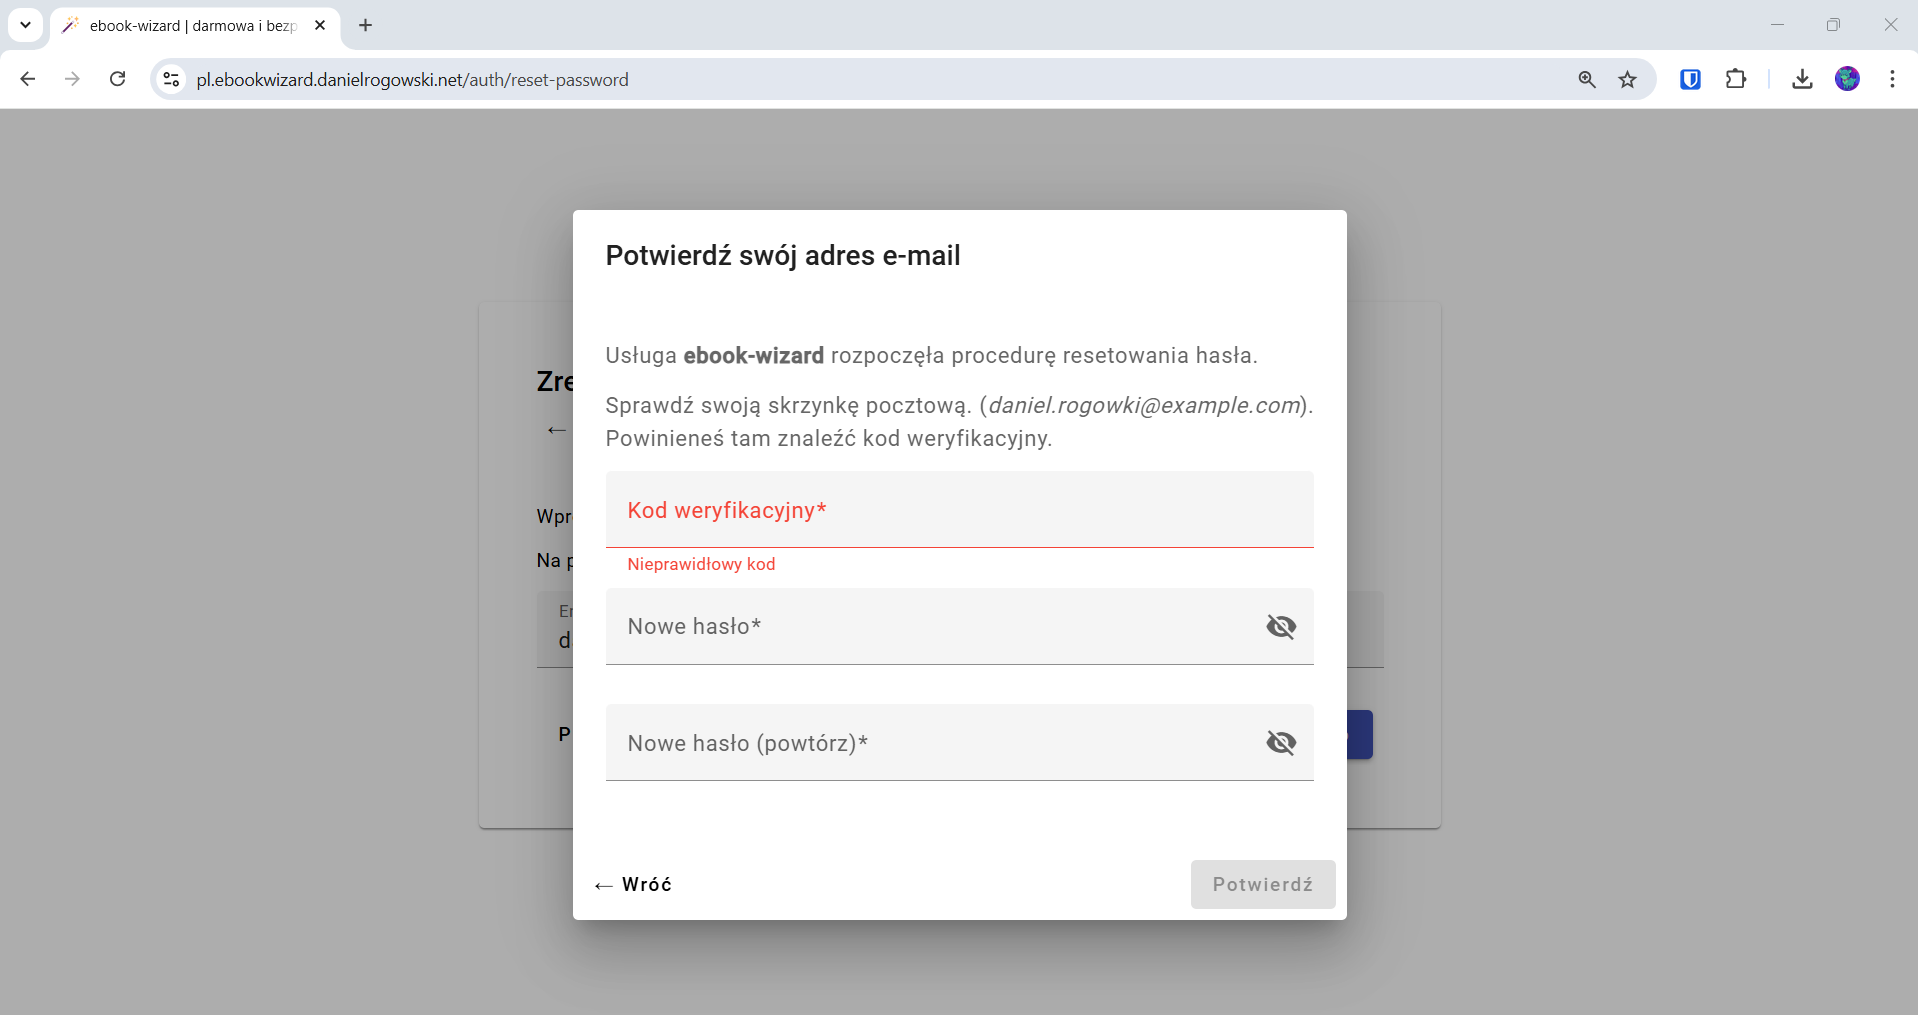 ebook-wizard | darmowa i bezp
pl.ebookwizard.danielrogowski.net/auth/reset-password
Potwierdź swój adres e-mail
Usługa ebook-wizard rozpoczęła procedurę resetowania hasła.
Zre
Sprawdź swoją skrzynkę pocztową. (daniel.rogowki@example.com).
←
Powinieneś tam znaleźć kod weryfikacyjny.
Kod weryfikacyjny*
Wpr
Nieprawidłowy kod
Na p
Nowe hasło*
d
Nowe hasło (powtórz)*
P
← Wróć
Potwierdź